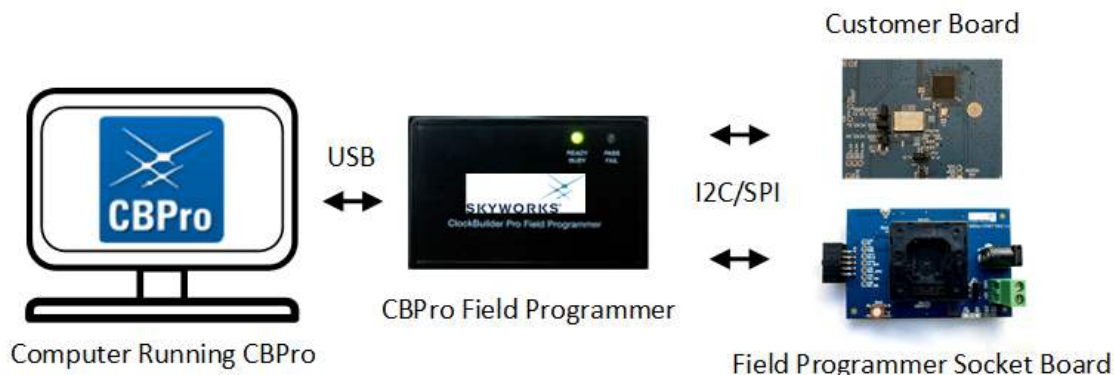 Customer Board
CBPro
USB
READY
BUSY
PASS
FAIL
SKYWORKS
ClockBuilder Pro Field Programmer
I2C/SPI
CBPro Field Programmer
Computer Running CBPro
Field Programmer Socket Board